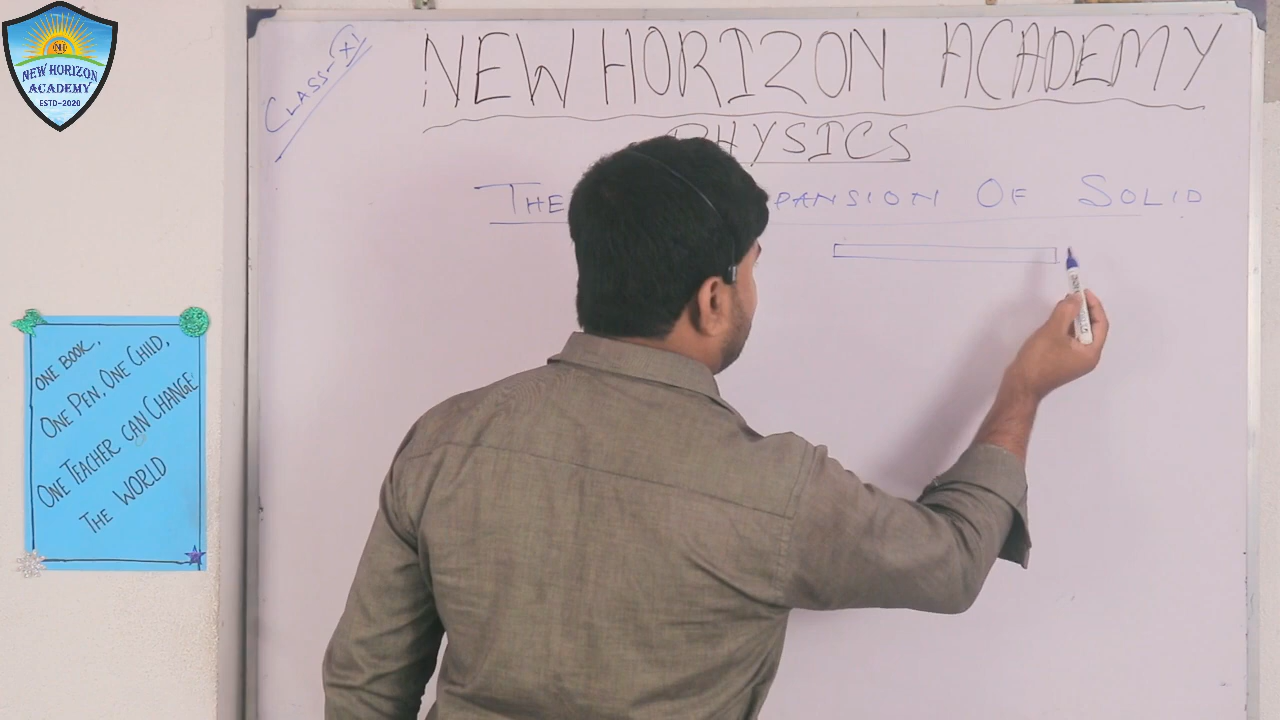 NEW HORIZON
ACADEMY
ESTD-2020
CLASS-XI
NEW HORIZON ACADEMY
PHYSICS
THE PANSION OF SOLID
ONE BOOK,
ONE PEN, ONE CHILD,
ONE TEACHER CAN CHANGE
THE WORLD